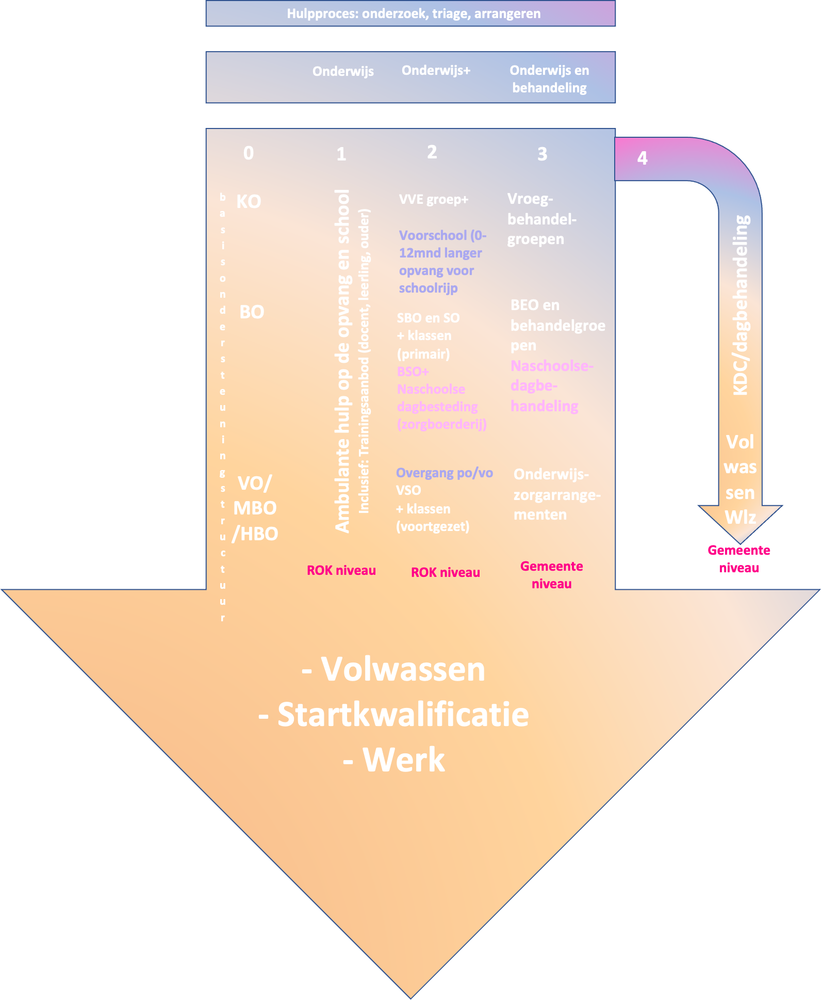 Hulpproces: onderzoek, triage, arrangeren
Onderwijs
Onderwijs+
Onderwijs en
behandeling
0
1
2
3
4
basisondersteuningstructuur
KO
BO
VO/
MBO
/HBO
Ambulante hulp op de opvang en school
Inclusief: Trainingsaanbod (docent, leerling, ouder)
ROK niveau
VVE groep+
Voorschool (0-
12mnd langer
opvang voor
schoolrijp
SBO en SO
+ klassen
(primair)
BSO+
Naschoolse
dagbesteding
(zorgboerderij)
Overgang po/vo
VSO
+ klassen
(voortgezet)
ROK niveau
Vroeg-
behandel-
groepen
BEO en
behandelgroe
pen
Naschoolse-
dagbe-
handeling
Onderwijs-
zorgarrange-
menten
Gemeente
niveau
KDC/dagbehandeling
Vol
was
sen
Wlz
Gemeente
niveau
- Volwassen
- Startkwalificatie
- Werk